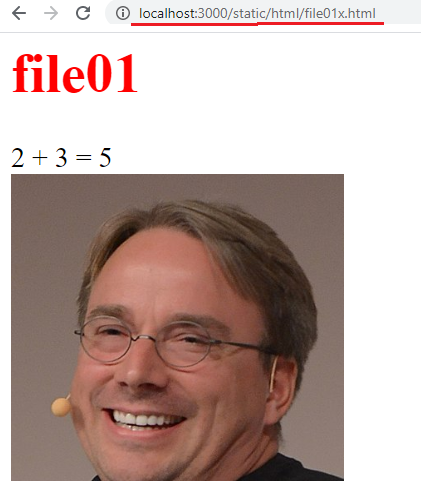 localhost:3000/static/html/file01x.html
file01
2 + 3 = 5